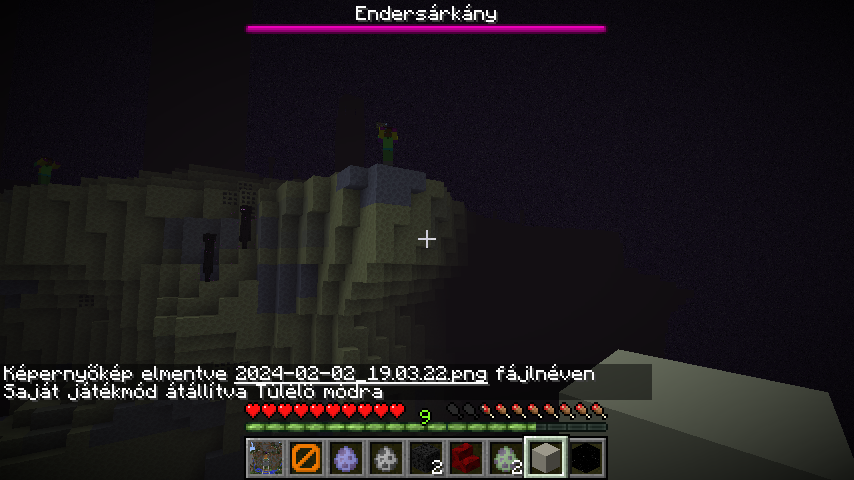 Endersárkány
Képernyőkép elmentve 2024-02-02_19.03.22.png fájlnéven
Saját játékmód átállítva Túlélő módra
9
2
2